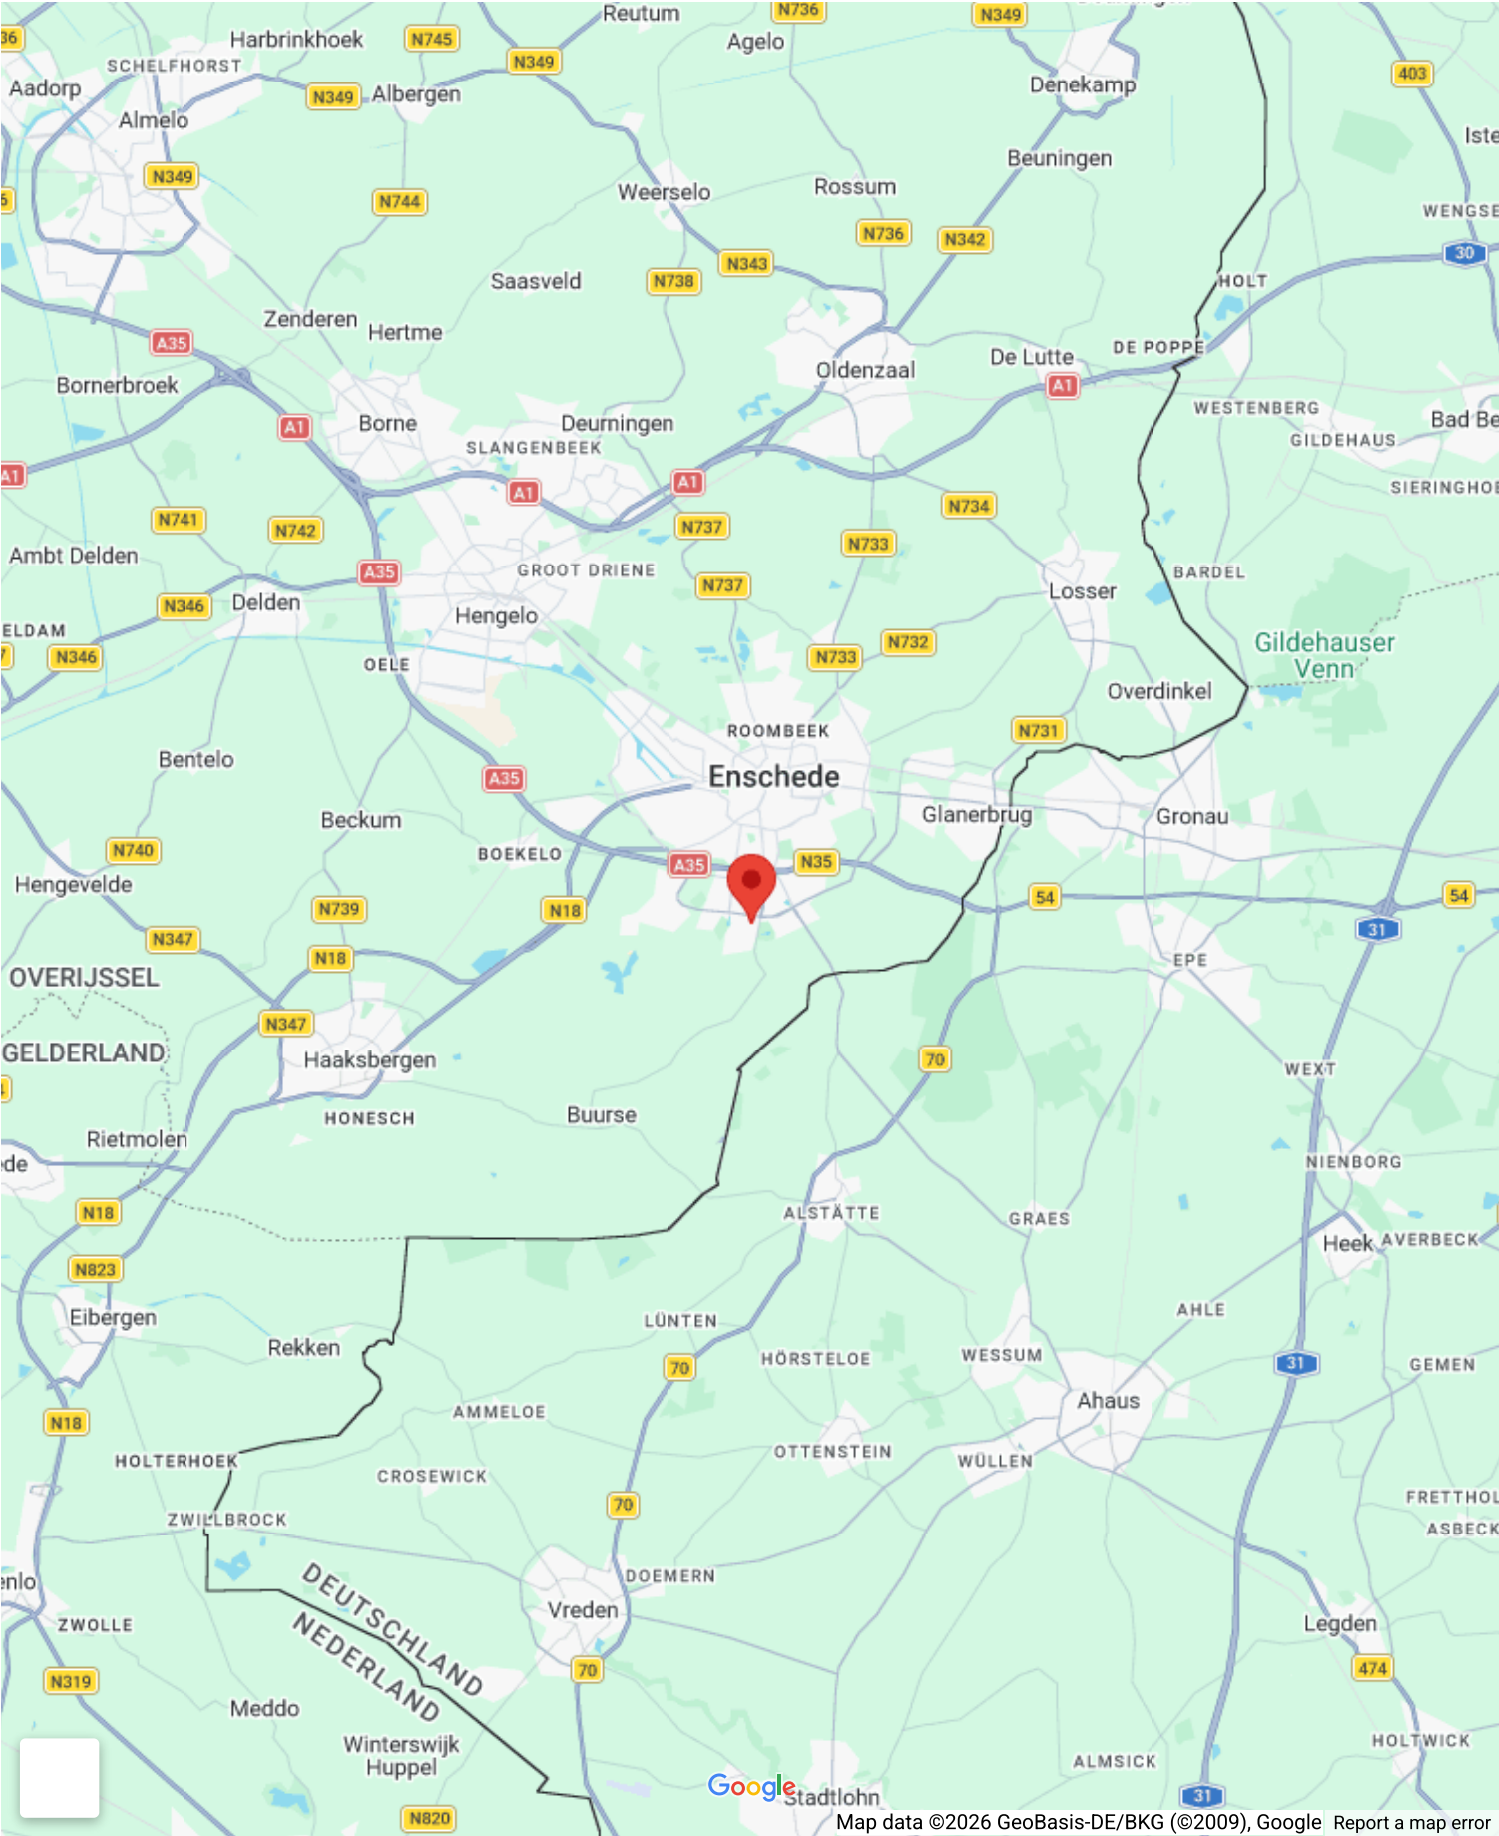 Reutum
N736
N349
36
Harbrinkhoek
N745
Agelo
SCHELFHORST
N349
Denekamp
403
Aadorp
N349
Albergen
Almelo
Beuningen
N349
Weerselo
Rossum
N744
N736
N342
30
N343
Saasveld
N738
HOLT
Zenderen
Hertme
A35
DE POPPE
De Lutte
Oldenzaal
Bornerbroek
A1
WESTENBERG
Borne
Deurningen
Bad Be
A1
GILDEHAUS
SLANGENBEEK
A1
A1
A1
SIERINGHOE
N734
N741
N742
N737
N733
Ambt Delden
GROOT DRIENE
A35
BARDEL
N737
Losser
Delden
N346
Hengelo
ELDAM
N732
Gildehauser
Venn
N346
7
OELE
N733
Overdinkel
ROOMBEEK
N731
Bentelo
Enschede
A35
Beckum
Glanerbrug
Gronau
N740
BOEKELO
A35
N35
Hengevelde
54
54
N739
N18
31
N347
N18
EPE
OVERIJSSEL
N347
GELDERLAND
Haaksbergen
70
WEXT
HONESCH
Buurse
Rietmolen
NIENBORG
ede
N18
ALSTÄTTE
GRAES
Heek
AVERBECK
N823
Eibergen
AHLE
LÜNTEN
Rekken
WESSUM
HÖRSTELOE
31
GEMEN
70
Ahaus
AMMELOE
N18
OTTENSTEIN
HOLTERHOEK
WÜLLEN
CROSEWICK
FRETTHOL
70
ZWILLBROCK
ASBECK
DOEMERN
enlo
DEUTSCHLAND
NEDERLAND
Vreden
ZWOLLE
Legden
70
474
N319
Meddo
Winterswijk
Huppel
HOLTWICK
ALMSICK
Google
Stadtlohn
31
N820
Map data ©2026 GeoBasis-DE/BKG (©2009), Google
Report a map error